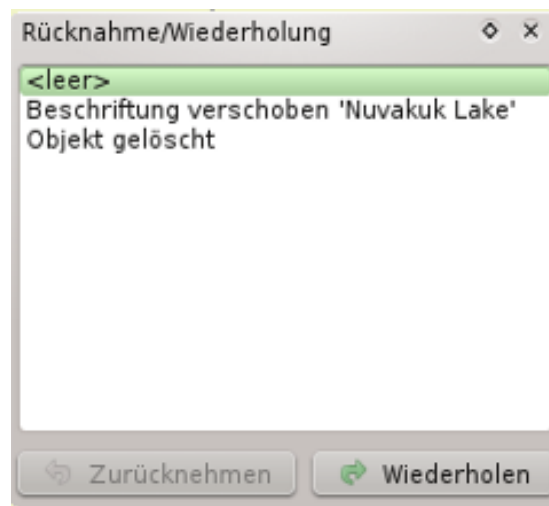 Rücknahme/Wiederholung
<leer>
Beschriftung verschoben 'Nuvakuk Lake'
Objekt gelöscht
Zurücknehmen Wiederholen